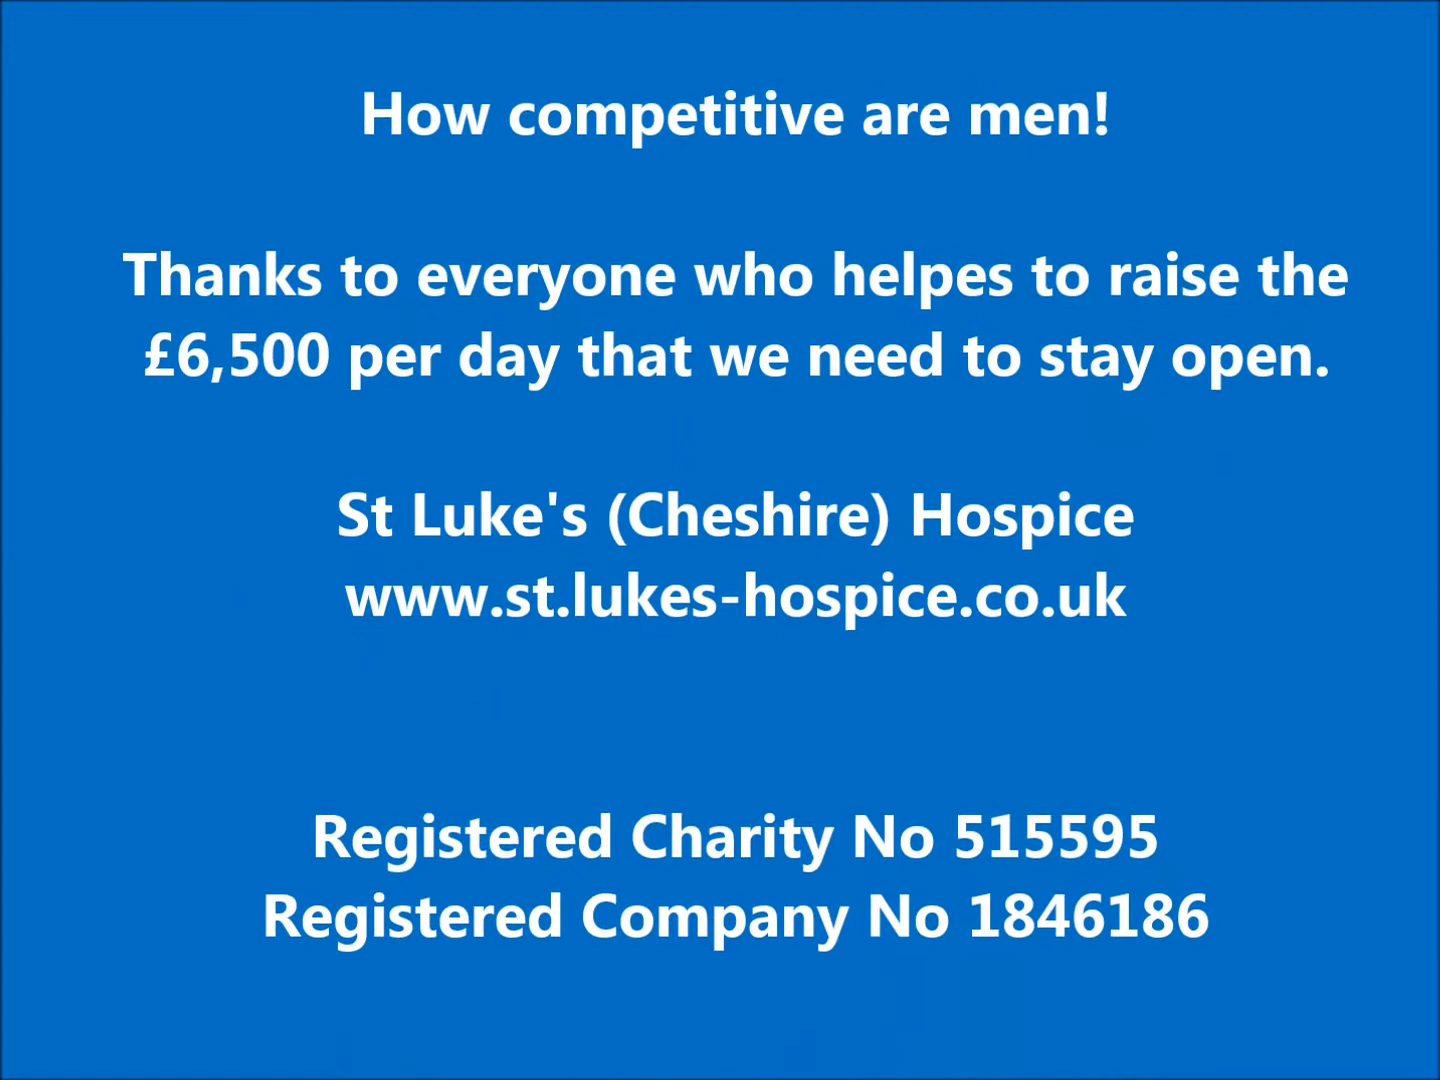 How competitive are men!
Thanks to everyone who helpes to raise the
£6,500 per day that we need to stay open.
St Luke's (Cheshire) Hospice
www.st.lukes-hospice.co.uk
Registered Charity No 515595
Registered Company No 1846186